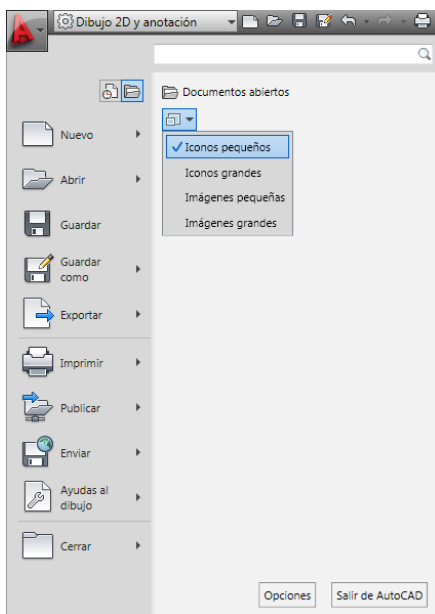 Dibujo 2D y anotación
Documentos abiertos
Nuevo
Iconos pequeños
Iconos grandes
Abrir
Imágenes pequeñas
Imágenes grandes
Guardar
Guardar
como
Exportar
Imprimir
Publicar
Enviar
Ayudas al
dibujo
Cerrar
Opciones
Salir de AutoCAD